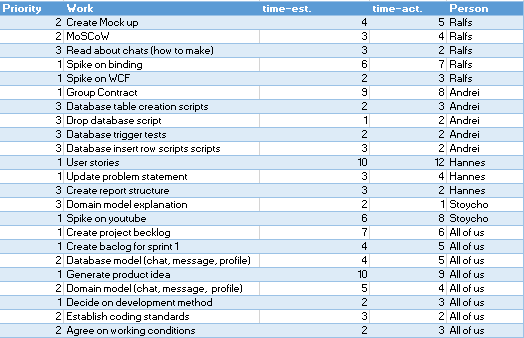 Priority Work time-est. time-act. Person
2 Create Mock up 4 5 Ralfs
2 MoSCoW 3 4 Ralfs
3 Read about chats (how to make) 3 2 Ralfs
1 Spike on binding 6 7 Ralfs
1 Spike on WCF 2 3 Ralfs
1 Group Contract 9 8 Andrei
3 Database table creation scripts 2 3 Andrei
3 Drop database script 1 2 Andrei
3 Database trigger tests 2 2 Andrei
3 Database insert row scripts scripts 3 2 Andrei
1 User stories 10 12 Hannes
1 Update problem statement 3 4 Hannes
3 Create report structure 3 2 Hannes
3 Domain model explanation 2 1 Stoycho
1 Spike on youtube 6 8 Stoycho
1 Create project becklog 7 6 All of us
1 Create baclog for sprint 1 4 5 All of us
2 Database model (chat, message, profile) 4 5 All of us
1 Generate product idea 10 9 All of us
2 Domain model (chat, message, profile) 5 4 All of us
1 Decide on development method 2 3 All of us
2 Establish coding standards 3 2 All of us
2 Agree on working conditions 2 3 All of us